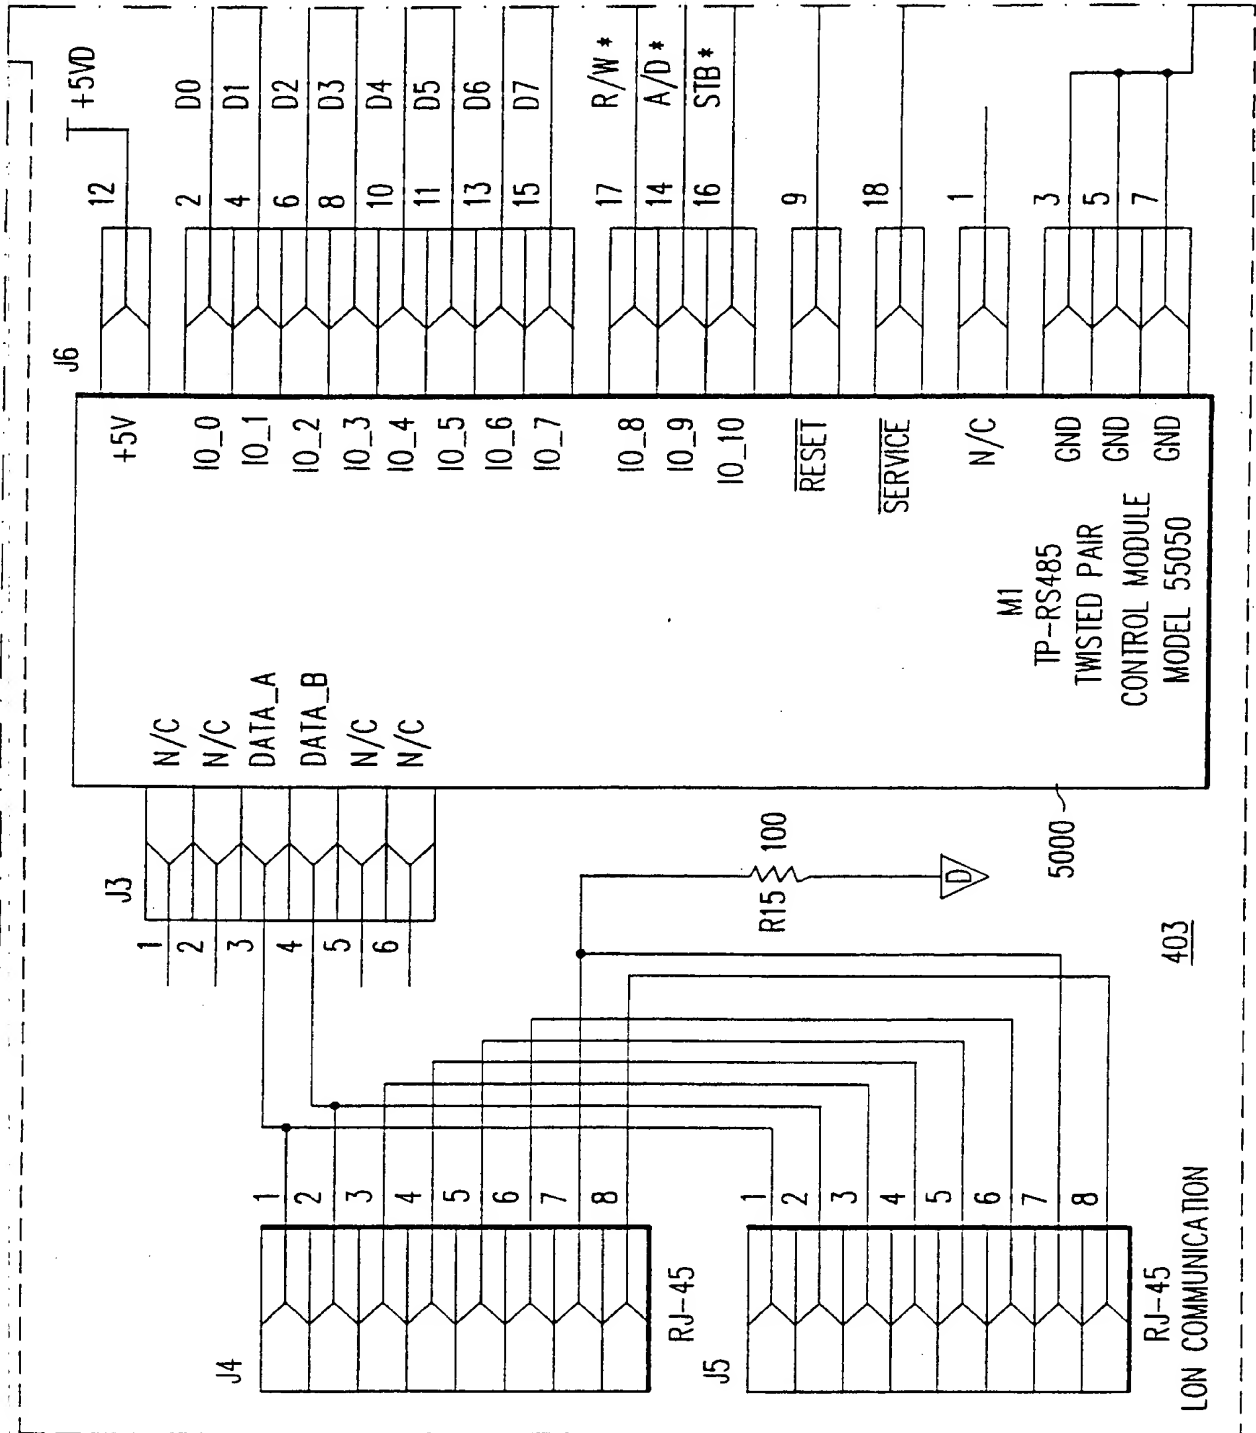 +5VD
12
J6
+5V
2 D0
4 D1
6 D2
8 D3
10 D4
11 D5
13 D6
15 D7
IO_0
IO_1
IO_2
IO_3
IO_4
IO_5
IO_6
IO_7
17 R/W*
14 A/D*
16 STB*
IO_8
IO_9
IO_10
9
RESET
18
SERVICE
1
N/C
3
5
7
GND
GND
GND
M1
TP-RS485
TWISTED PAIR
CONTROL MODULE
MODEL 55050
N/C
N/C
DATA_A
DATA_B
N/C
N/C
J3
1
2
3
4
5
6
R15 100
D
5000
403
J4
1
2
3
4
5
6
7
8
RJ-45
J5
1
2
3
4
5
6
7
8
RJ-45
LON COMMUNICATION